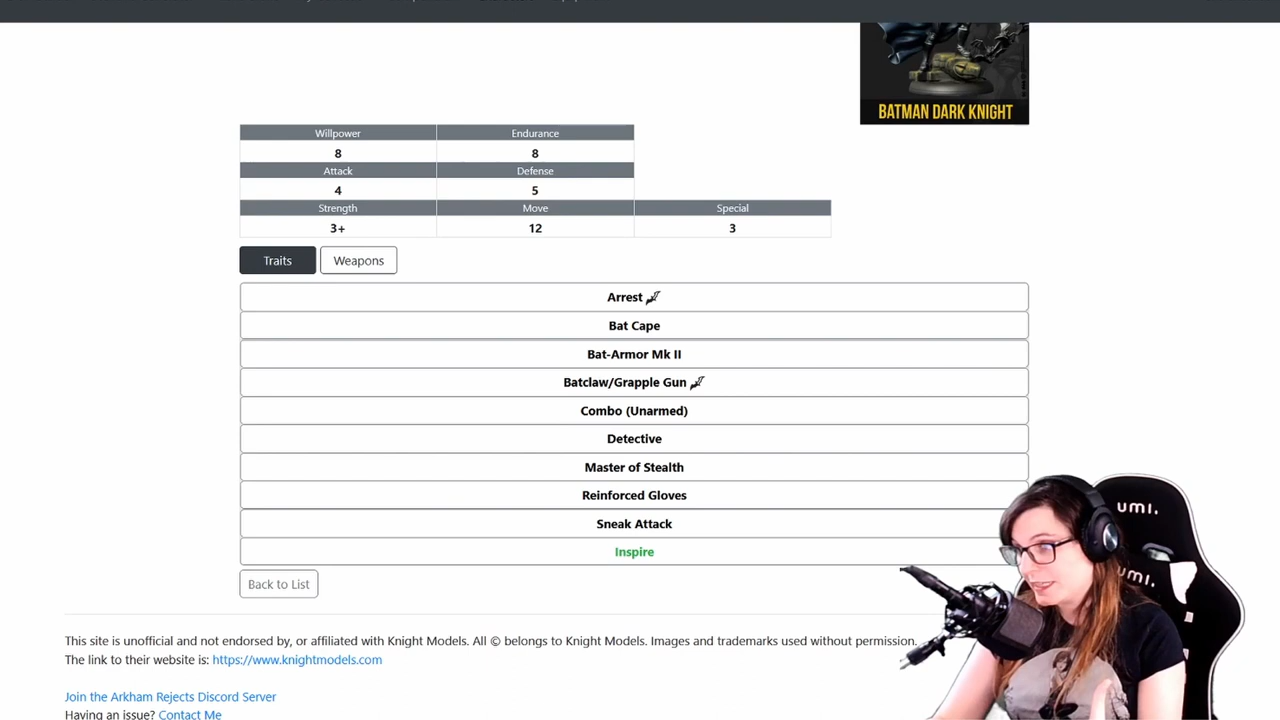 BATMAN DARK KNIGHT
Willpower Endurance
8 8
Attack Defense
4 5
Strength Move Special
3+ 12 3
Traits Weapons
Arrest
Bat Cape
Bat-Armor Mk II
Batclaw/Grapple Gun
Combo (Unarmed)
Detective
Master of Stealth
Reinforced Gloves
Sneak Attack
Inspire
Back to List
umi.
umi.
This site is unofficial and not endorsed by, or affiliated with Knight Models. All © belongs to Knight Models. Images and trademarks used without permission.
The link to their website is: https://www.knightmodels.com
Join the Arkham Rejects Discord Server
Having an issue? Contact Me